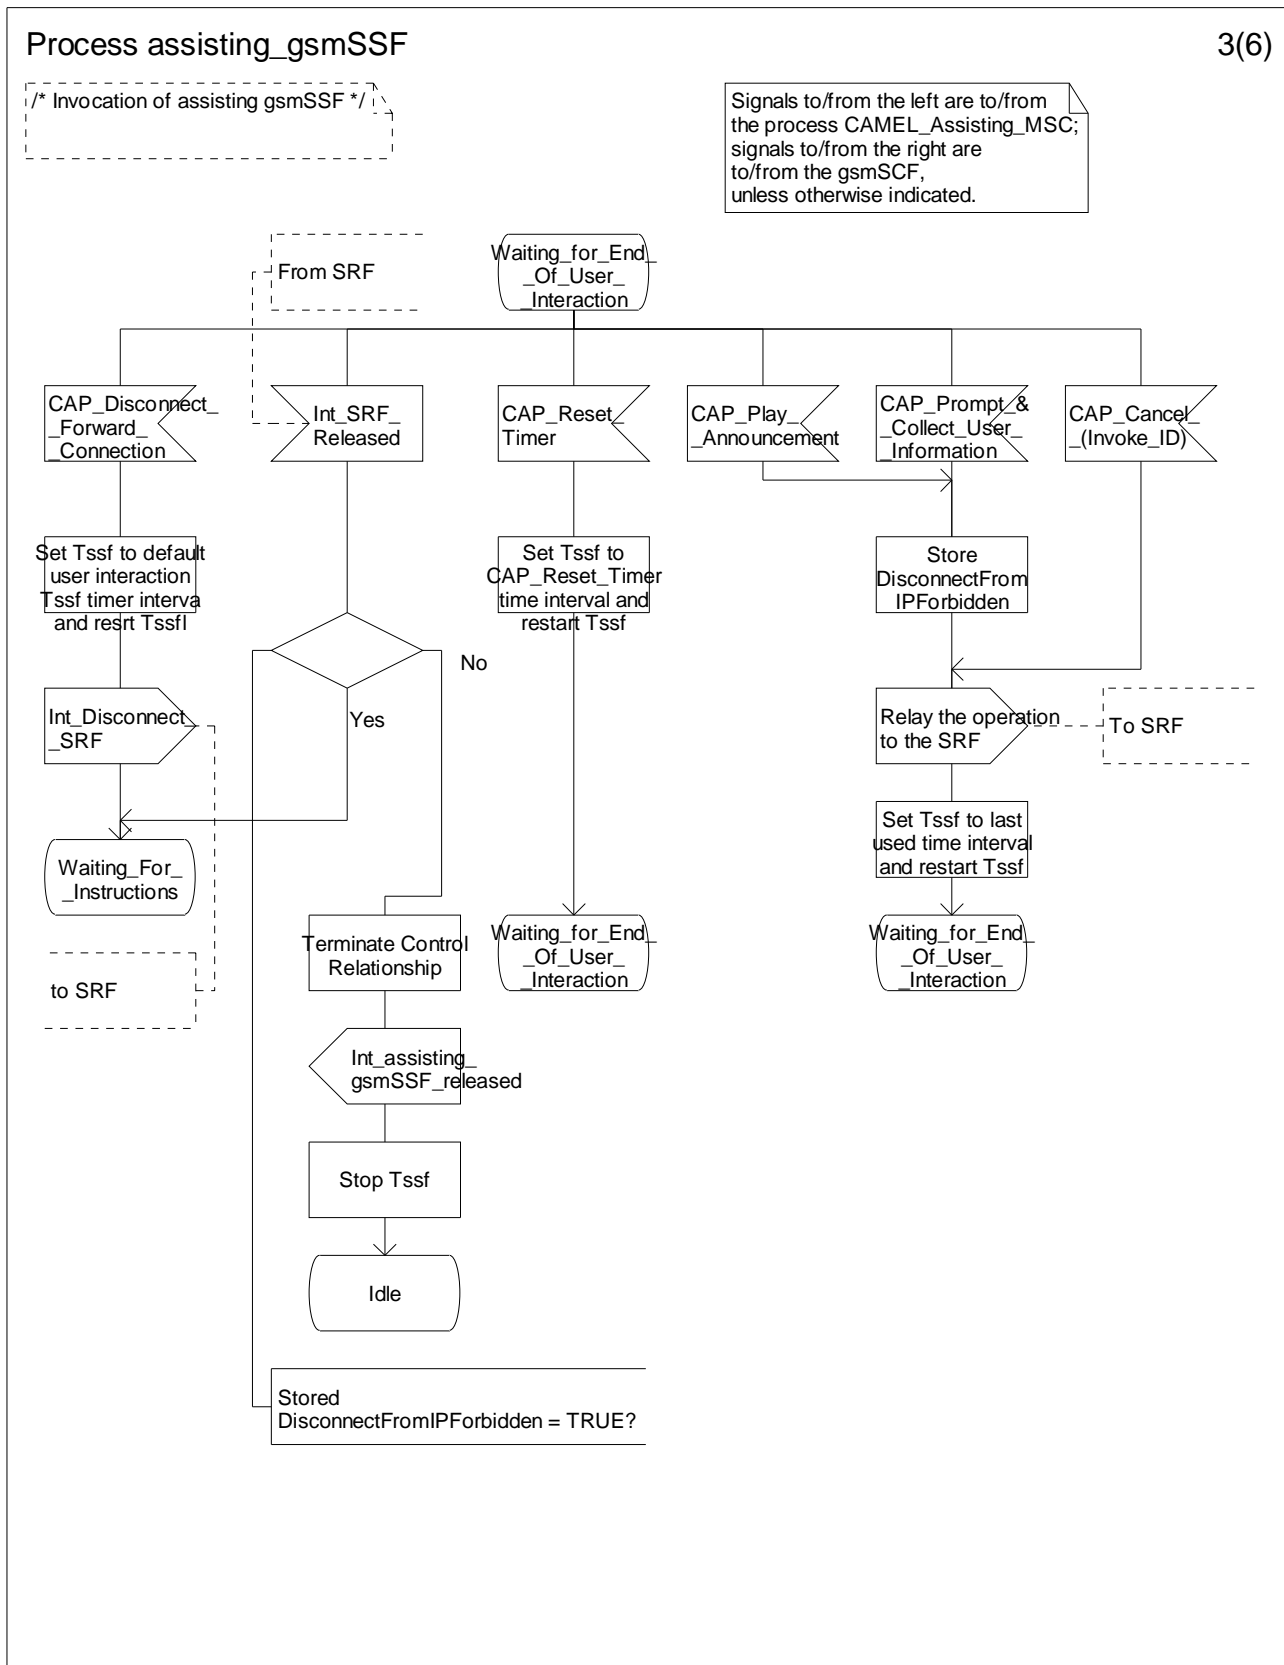 Process assisting_gsmSSF
3(6)
/* Invocation of assisting gsmSSF */
Signals to/from the left are to/from
the process CAMEL_Assisting_MSC;
signals to/from the right are
to/from the gsmSCF,
unless otherwise indicated.
From SRF
Waiting_for_End_
_Of_User_
_Interaction
CAP_Disconnect_
_Forward_
_Connection
Int_SRF_
Released
CAP_Reset_
Timer
CAP_Play_
_Announcement
CAP_Prompt_&
_Collect_User_
_Information
CAP_Cancel_
_(Invoke_ID)
Set Tssf to default
user interaction
Tssf timer interva
and resrt Tssfl
Set Tssf to
CAP_Reset_Timer
time interval and
restart Tssf
Store
DisconnectFrom
IPForbidden
No
Yes
Int_Disconnect_
_SRF
Relay the operation
to the SRF
To SRF
Set Tssf to last
used time interval
and restart Tssf
Waiting_For_
_Instructions
Terminate Control
Relationship
Waiting_for_End_
_Of_User_
_Interaction
Waiting_for_End_
_Of_User_
_Interaction
to SRF
Int_assisting_
gsmSSF_released
Stop Tssf
Idle
Stored
DisconnectFromIPForbidden = TRUE?